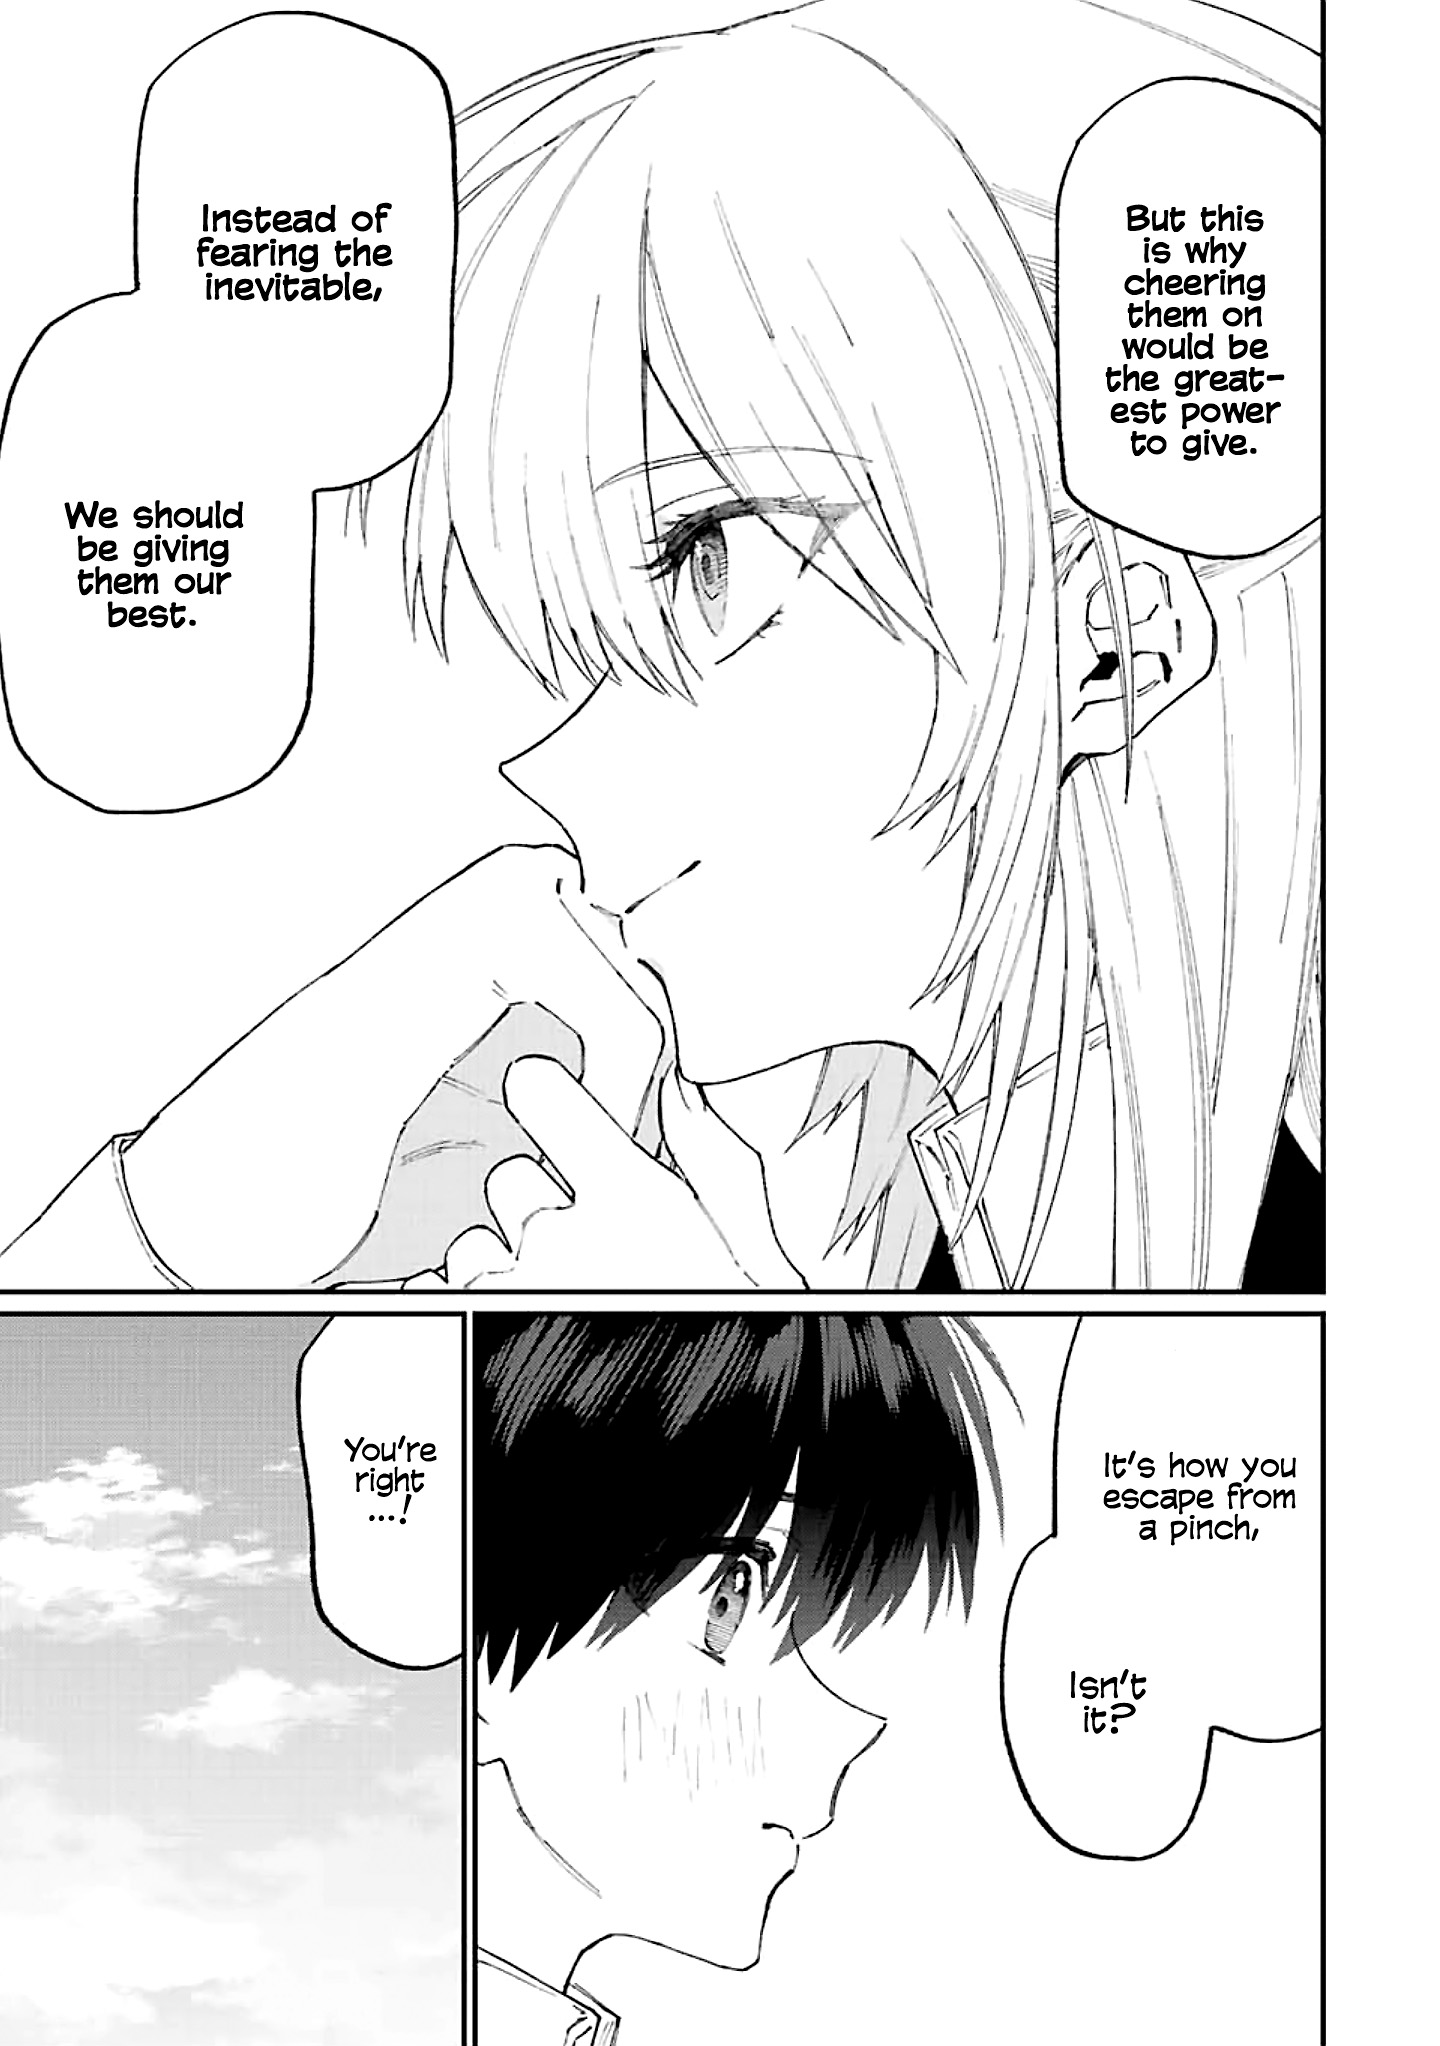 But this
is why
cheering
them on
would be
the great-
est power
to give.
Instead of
fearing the
inevitable,
We should
be giving
them our
best.
It's how you
escape from
a pinch,
Isn't
it?
You're
right
...!